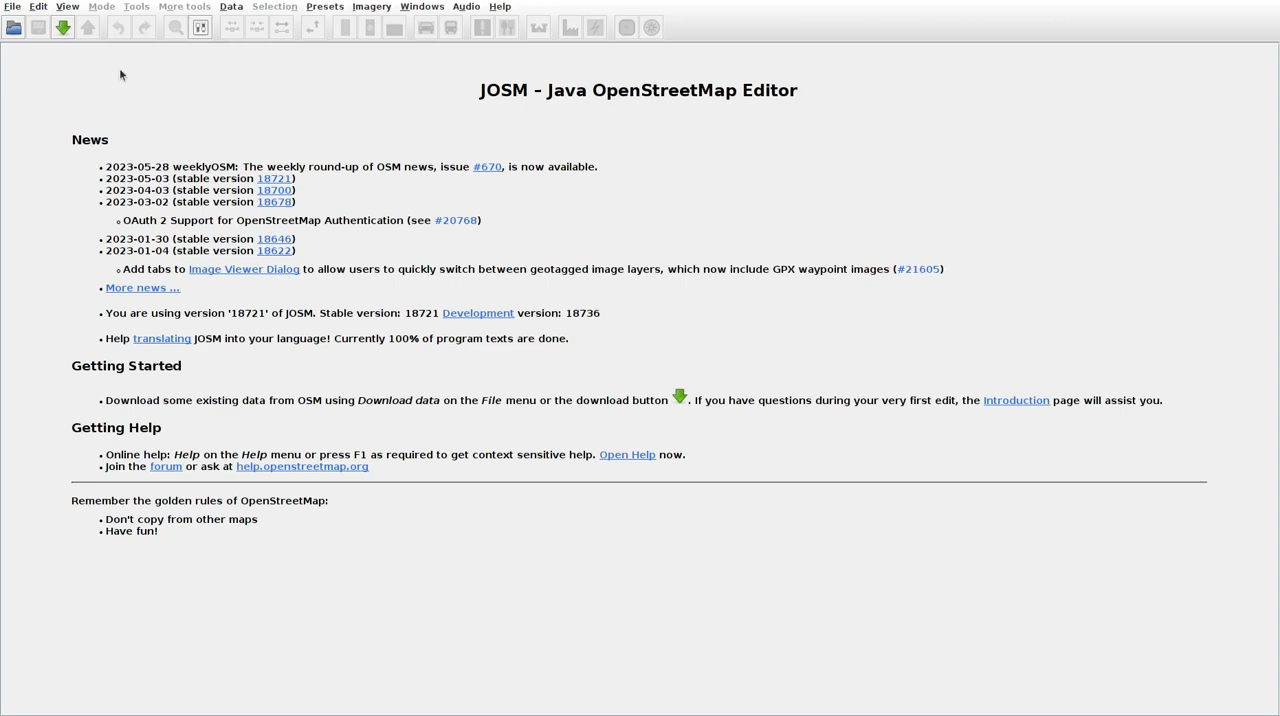 File Edit View Mode Tools More tools Data Selection Presets Imagery Windows Audio Help
JOSM – Java OpenStreetMap Editor
News
• 2023-05-28 weeklyOSM: The weekly round-up of OSM news, issue #670, is now available.
• 2023-05-03 (stable version 18721)
• 2023-04-03 (stable version 18700)
• 2023-03-02 (stable version 18678)
◦ OAuth 2 Support for OpenStreetMap Authentication (see #20768)
• 2023-01-30 (stable version 18646)
• 2023-01-04 (stable version 18622)
◦ Add tabs to Image Viewer Dialog to allow users to quickly switch between geotagged image layers, which now include GPX waypoint images (#21605)
• More news ...
• You are using version '18721' of JOSM. Stable version: 18721 Development version: 18736
• Help translating JOSM into your language! Currently 100% of program texts are done.
Getting Started
• Download some existing data from OSM using Download data on the File menu or the download button . If you have questions during your very first edit, the Introduction page will assist you.
Getting Help
• Online help: Help on the Help menu or press F1 as required to get context sensitive help. Open Help now.
• Join the forum or ask at help.openstreetmap.org
Remember the golden rules of OpenStreetMap:
• Don't copy from other maps
• Have fun!